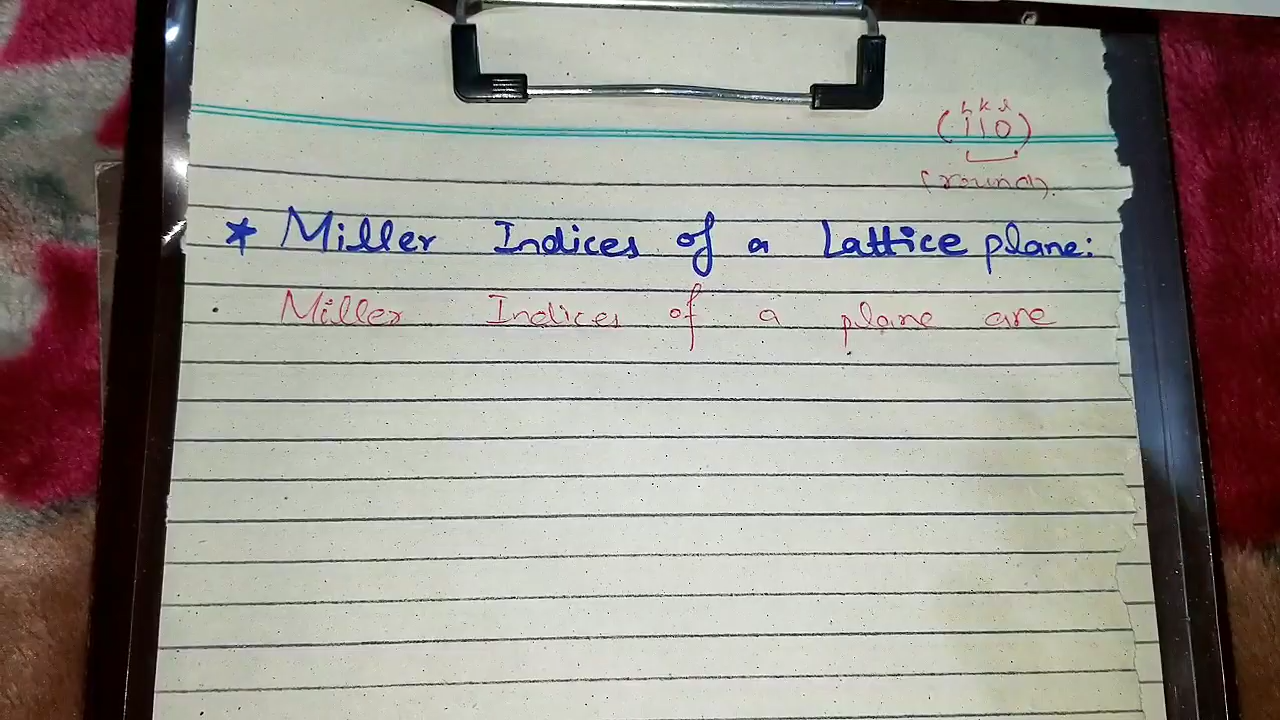 h k l
(110)
(round)
* Miller Indices of a Lattice plane:
. Miller Indices of a plane are